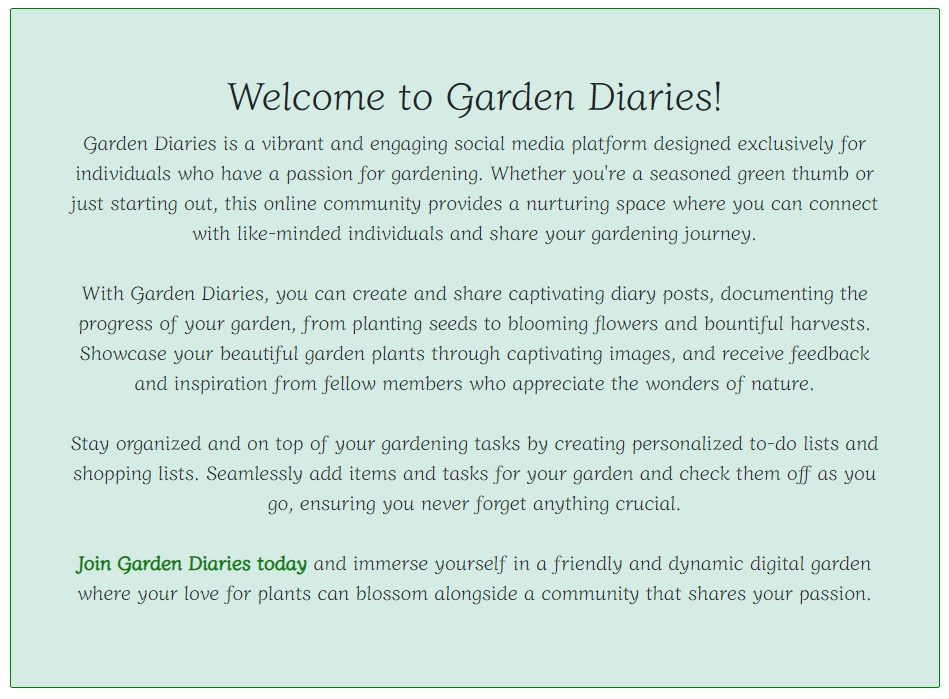 Welcome to Garden Diaries!
Garden Diaries is a vibrant and engaging social media platform designed exclusively for
individuals who have a passion for gardening. Whether you're a seasoned green thumb or
just starting out, this online community provides a nurturing space where you can connect
with like-minded individuals and share your gardening journey.
With Garden Diaries, you can create and share captivating diary posts, documenting the
progress of your garden, from planting seeds to blooming flowers and bountiful harvests.
Showcase your beautiful garden plants through captivating images, and receive feedback
and inspiration from fellow members who appreciate the wonders of nature.
Stay organized and on top of your gardening tasks by creating personalized to-do lists and
shopping lists. Seamlessly add items and tasks for your garden and check them off as you
go, ensuring you never forget anything crucial.
Join Garden Diaries today and immerse yourself in a friendly and dynamic digital garden
where your love for plants can blossom alongside a community that shares your passion.